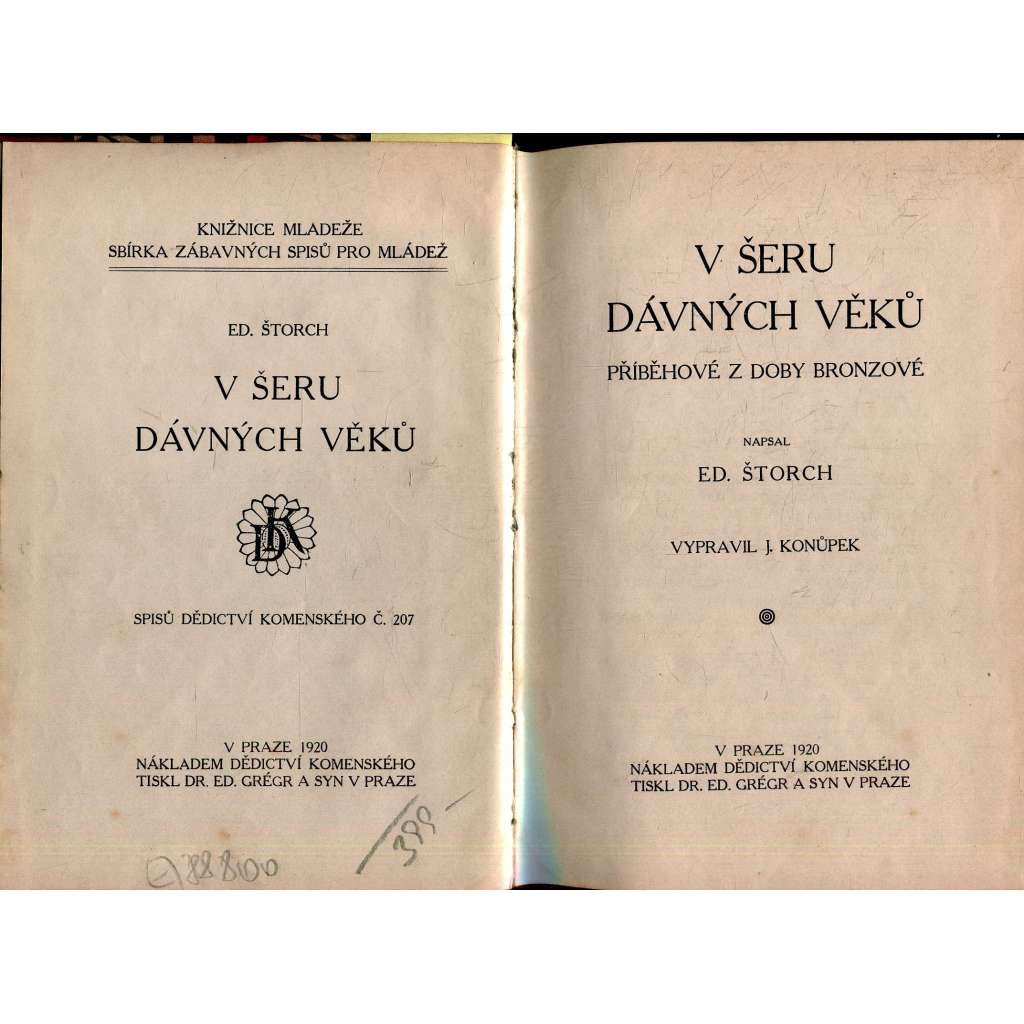 KNIŽNICE MLADEŽE
SBÍRKA ZÁBAVNÝCH SPISŮ PRO MLÁDEŽ
ED. ŠTORCH
V ŠERU
DÁVNÝCH VĚKŮ
DK
SPISŮ DĚDICTVÍ KOMENSKÉHO Č. 207
V PRAZE 1920
NÁKLADEM DĚDICTVÍ KOMENSKÉHO
TISKL DR. ED. GRÉGR A SYN V PRAZE
399-
V ŠERU
DÁVNÝCH VĚKŮ
PŘÍBĚHOVÉ Z DOBY BRONZOVÉ
NAPSAL
ED. ŠTORCH
VYPRAVIL J. KONŮPEK
V PRAZE 1920
NÁKLADEM DĚDICTVÍ KOMENSKÉHO
TISKL DR. ED. GRÉGR A SYN V PRAZE